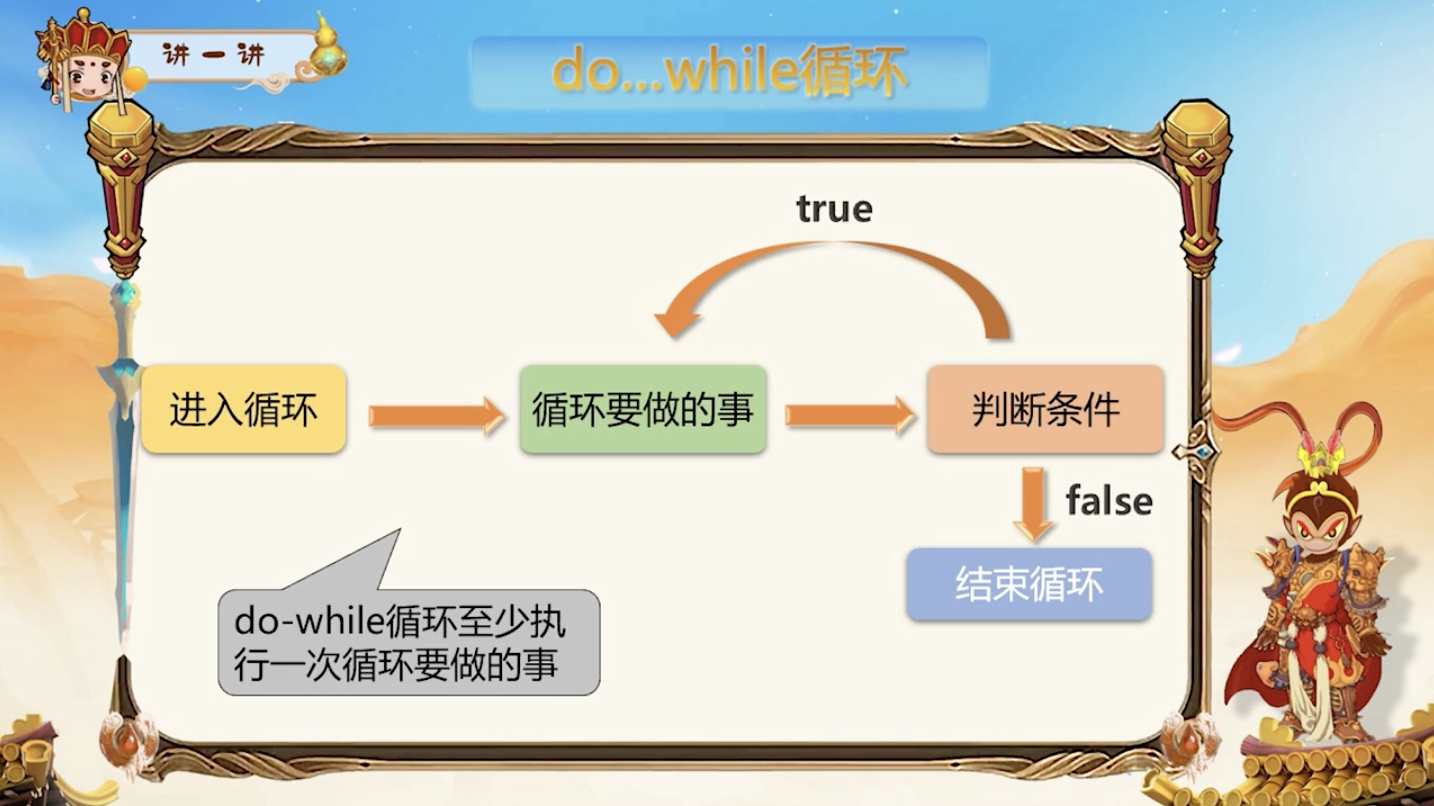 讲一讲
do...while循环
true
进入循环
循环要做的事
判断条件
false
结束循环
do-while循环至少执
行一次循环要做的事